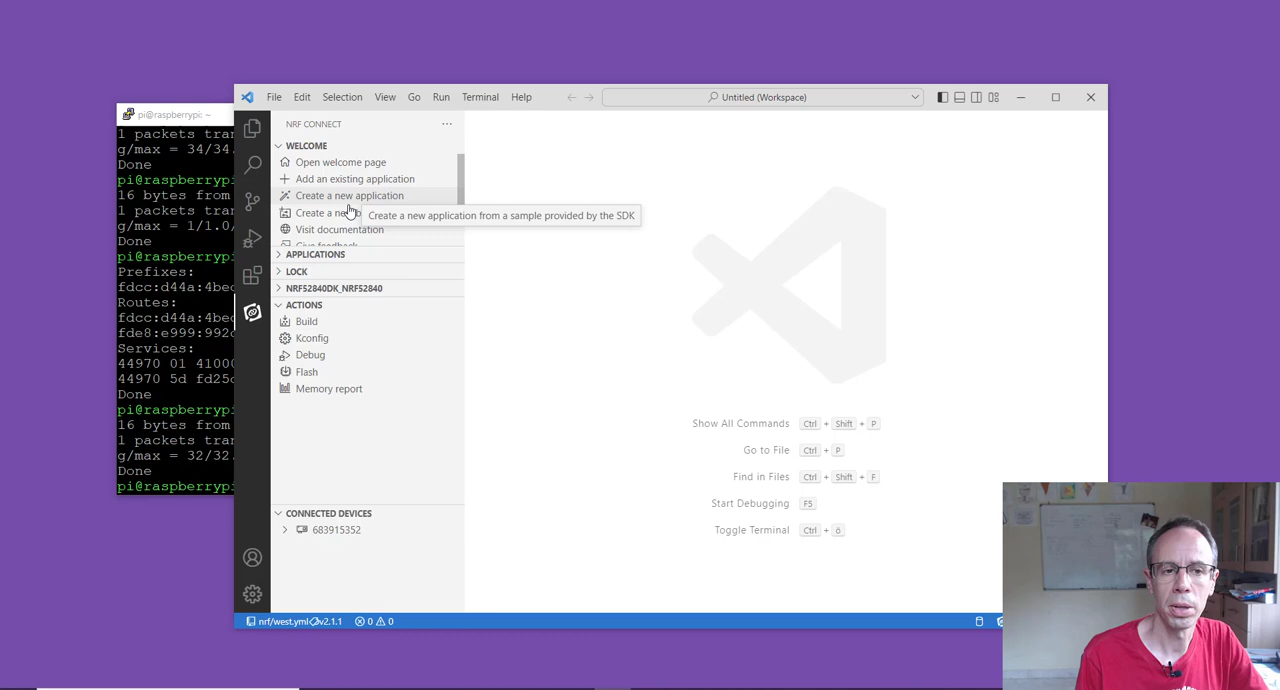 pi@raspberrypi: ~
1 packets tran
g/max = 34/34.
Done
pi@raspberrypi
16 bytes from
1 packets tran
g/max = 1/1.0/
Done
pi@raspberrypi
Prefixes:
fdcc:d44a:4bec
Routes:
fdcc:d44a:4bec
fde8:e999:992c
Services:
44970 01 41000
44970 5d fd25c
Done
pi@raspberrypi
16 bytes from
1 packets tran
g/max = 32/32.
Done
pi@raspberrypi
File Edit Selection View Go Run Terminal Help
Untitled (Workspace)
NRF CONNECT
WELCOME
Open welcome page
Add an existing application
Create a new application
Create a new b
Create a new application from a sample provided by the SDK
Visit documentation
Give feedback
APPLICATIONS
LOCK
NRF52840DK_NRF52840
ACTIONS
Build
Kconfig
Debug
Flash
Memory report
CONNECTED DEVICES
683915352
Show All Commands Ctrl + Shift + P
Go to File Ctrl + P
Find in Files Ctrl + Shift + F
Start Debugging F5
Toggle Terminal Ctrl + ö
nrf/west.yml v2.1.1 0 0